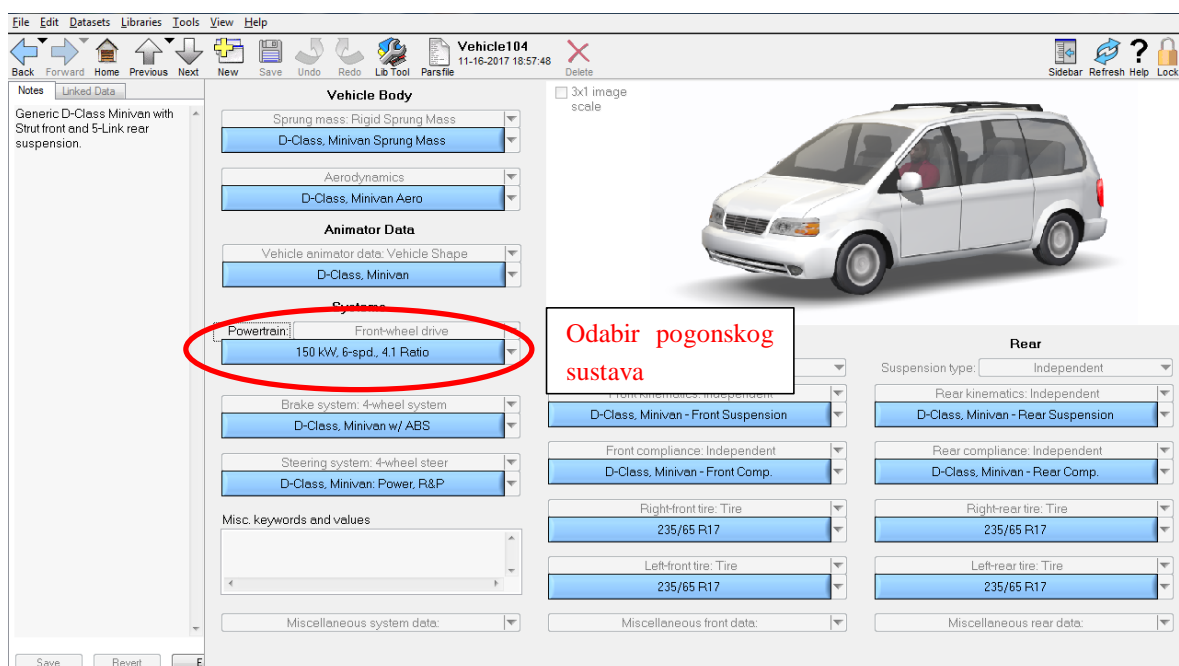 File Edit Datasets Libraries Tools View Help
Back Forward Home Previous Next New Save Undo Redo Lib Tool Parsfile
Vehicle104
11-16-2017 18:57:48
Delete
Sidebar Refresh Help Lock
Notes Linked Data
Generic D-Class Minivan with
Strut front and 5-Link rear
suspension.
Save Revert E
Vehicle Body
Sprung mass: Rigid Sprung Mass
D-Class, Minivan Sprung Mass
Aerodynamics
D-Class, Minivan Aero
Animator Data
Vehicle animator data: Vehicle Shape
D-Class, Minivan
Systems
Powertrain: Front-wheel drive
150 kW, 6-spd., 4.1 Ratio
Brake system: 4-wheel system
D-Class, Minivan w/ ABS
Steering system: 4-wheel steer
D-Class, Minivan: Power, R&P
Misc. keywords and values
Miscellaneous system data:
3x1 image
scale
Odabir pogonskog
sustava
Front kinematics: Independent
D-Class, Minivan - Front Suspension
Front compliance: Independent
D-Class, Minivan - Front Comp.
Right-front tire: Tire
235/65 R17
Left-front tire: Tire
235/65 R17
Miscellaneous front data:
Rear
Suspension type: Independent
Rear kinematics: Independent
D-Class, Minivan - Rear Suspension
Rear compliance: Independent
D-Class, Minivan - Rear Comp.
Right-rear tire: Tire
235/65 R17
Left-rear tire: Tire
235/65 R17
Miscellaneous rear data: